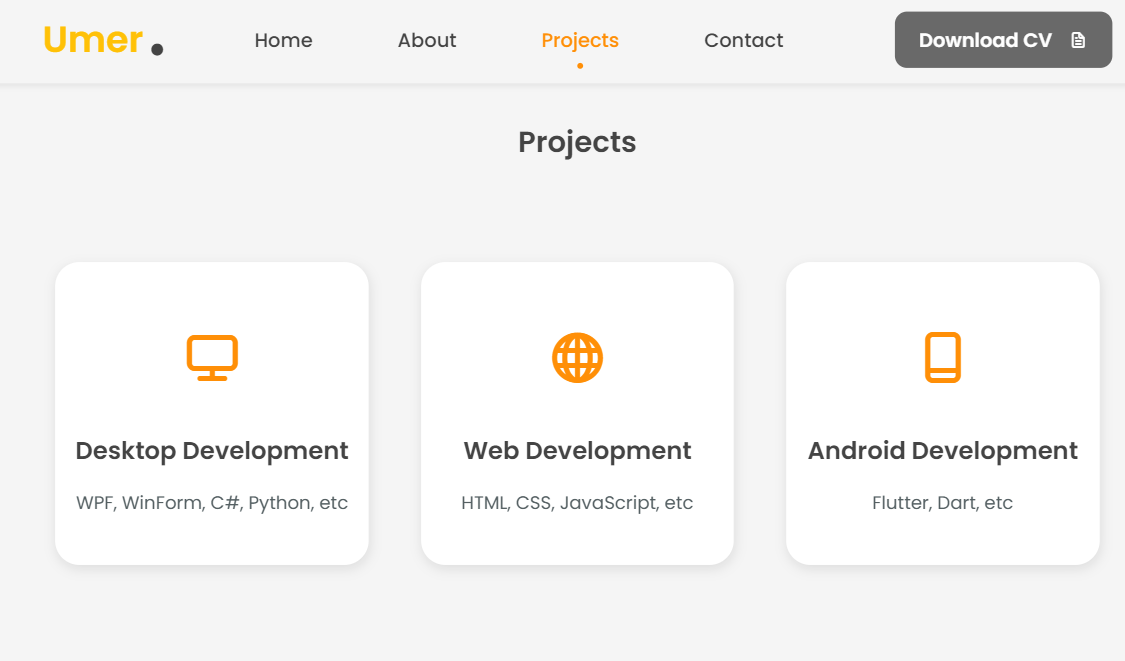 Umer .
Home
About
Projects
Contact
Download CV
Projects
Desktop Development
WPF, WinForm, C#, Python, etc
Web Development
HTML, CSS, JavaScript, etc
Android Development
Flutter, Dart, etc